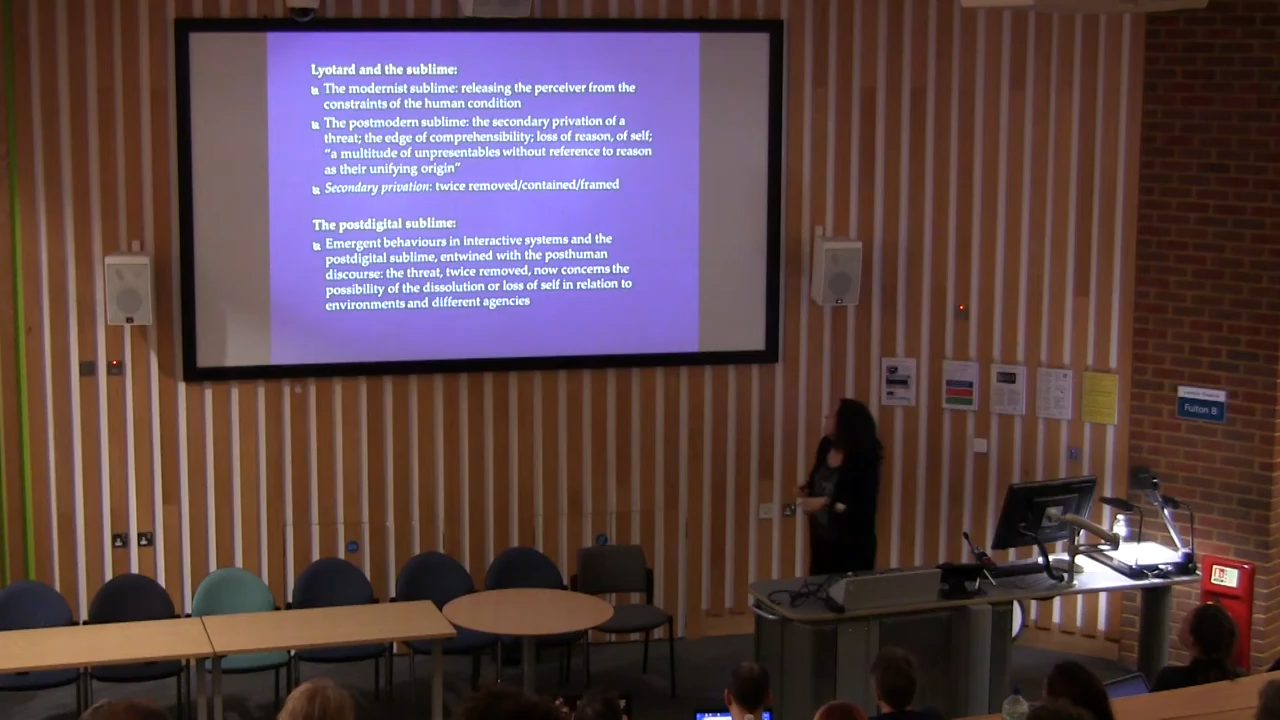 Lyotard and the sublime:
The modernist sublime: releasing the perceiver from the
constraints of the human condition
The postmodern sublime: the secondary privation of a
threat; the edge of comprehensibility; loss of reason, of self;
“a multitude of unpresentables without reference to reason
as their unifying origin”
Secondary privation: twice removed/contained/framed
The postdigital sublime:
Emergent behaviours in interactive systems and the
postdigital sublime, entwined with the posthuman
discourse: the threat, twice removed, now concerns the
possibility of the dissolution or loss of self in relation to
environments and different agencies
Fulton B